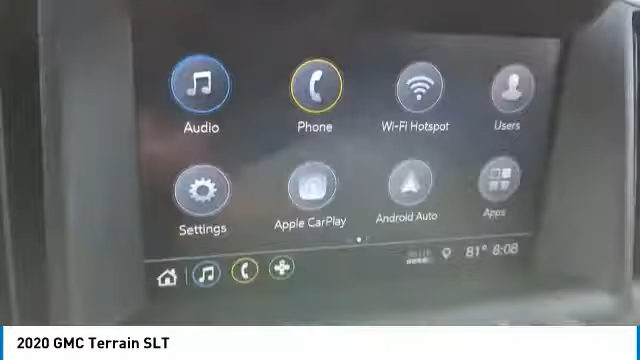 Audio Phone Wi-Fi Hotspot Users
Settings Apple CarPlay Android Auto Apps
81° 8:08
2020 GMC Terrain SLT